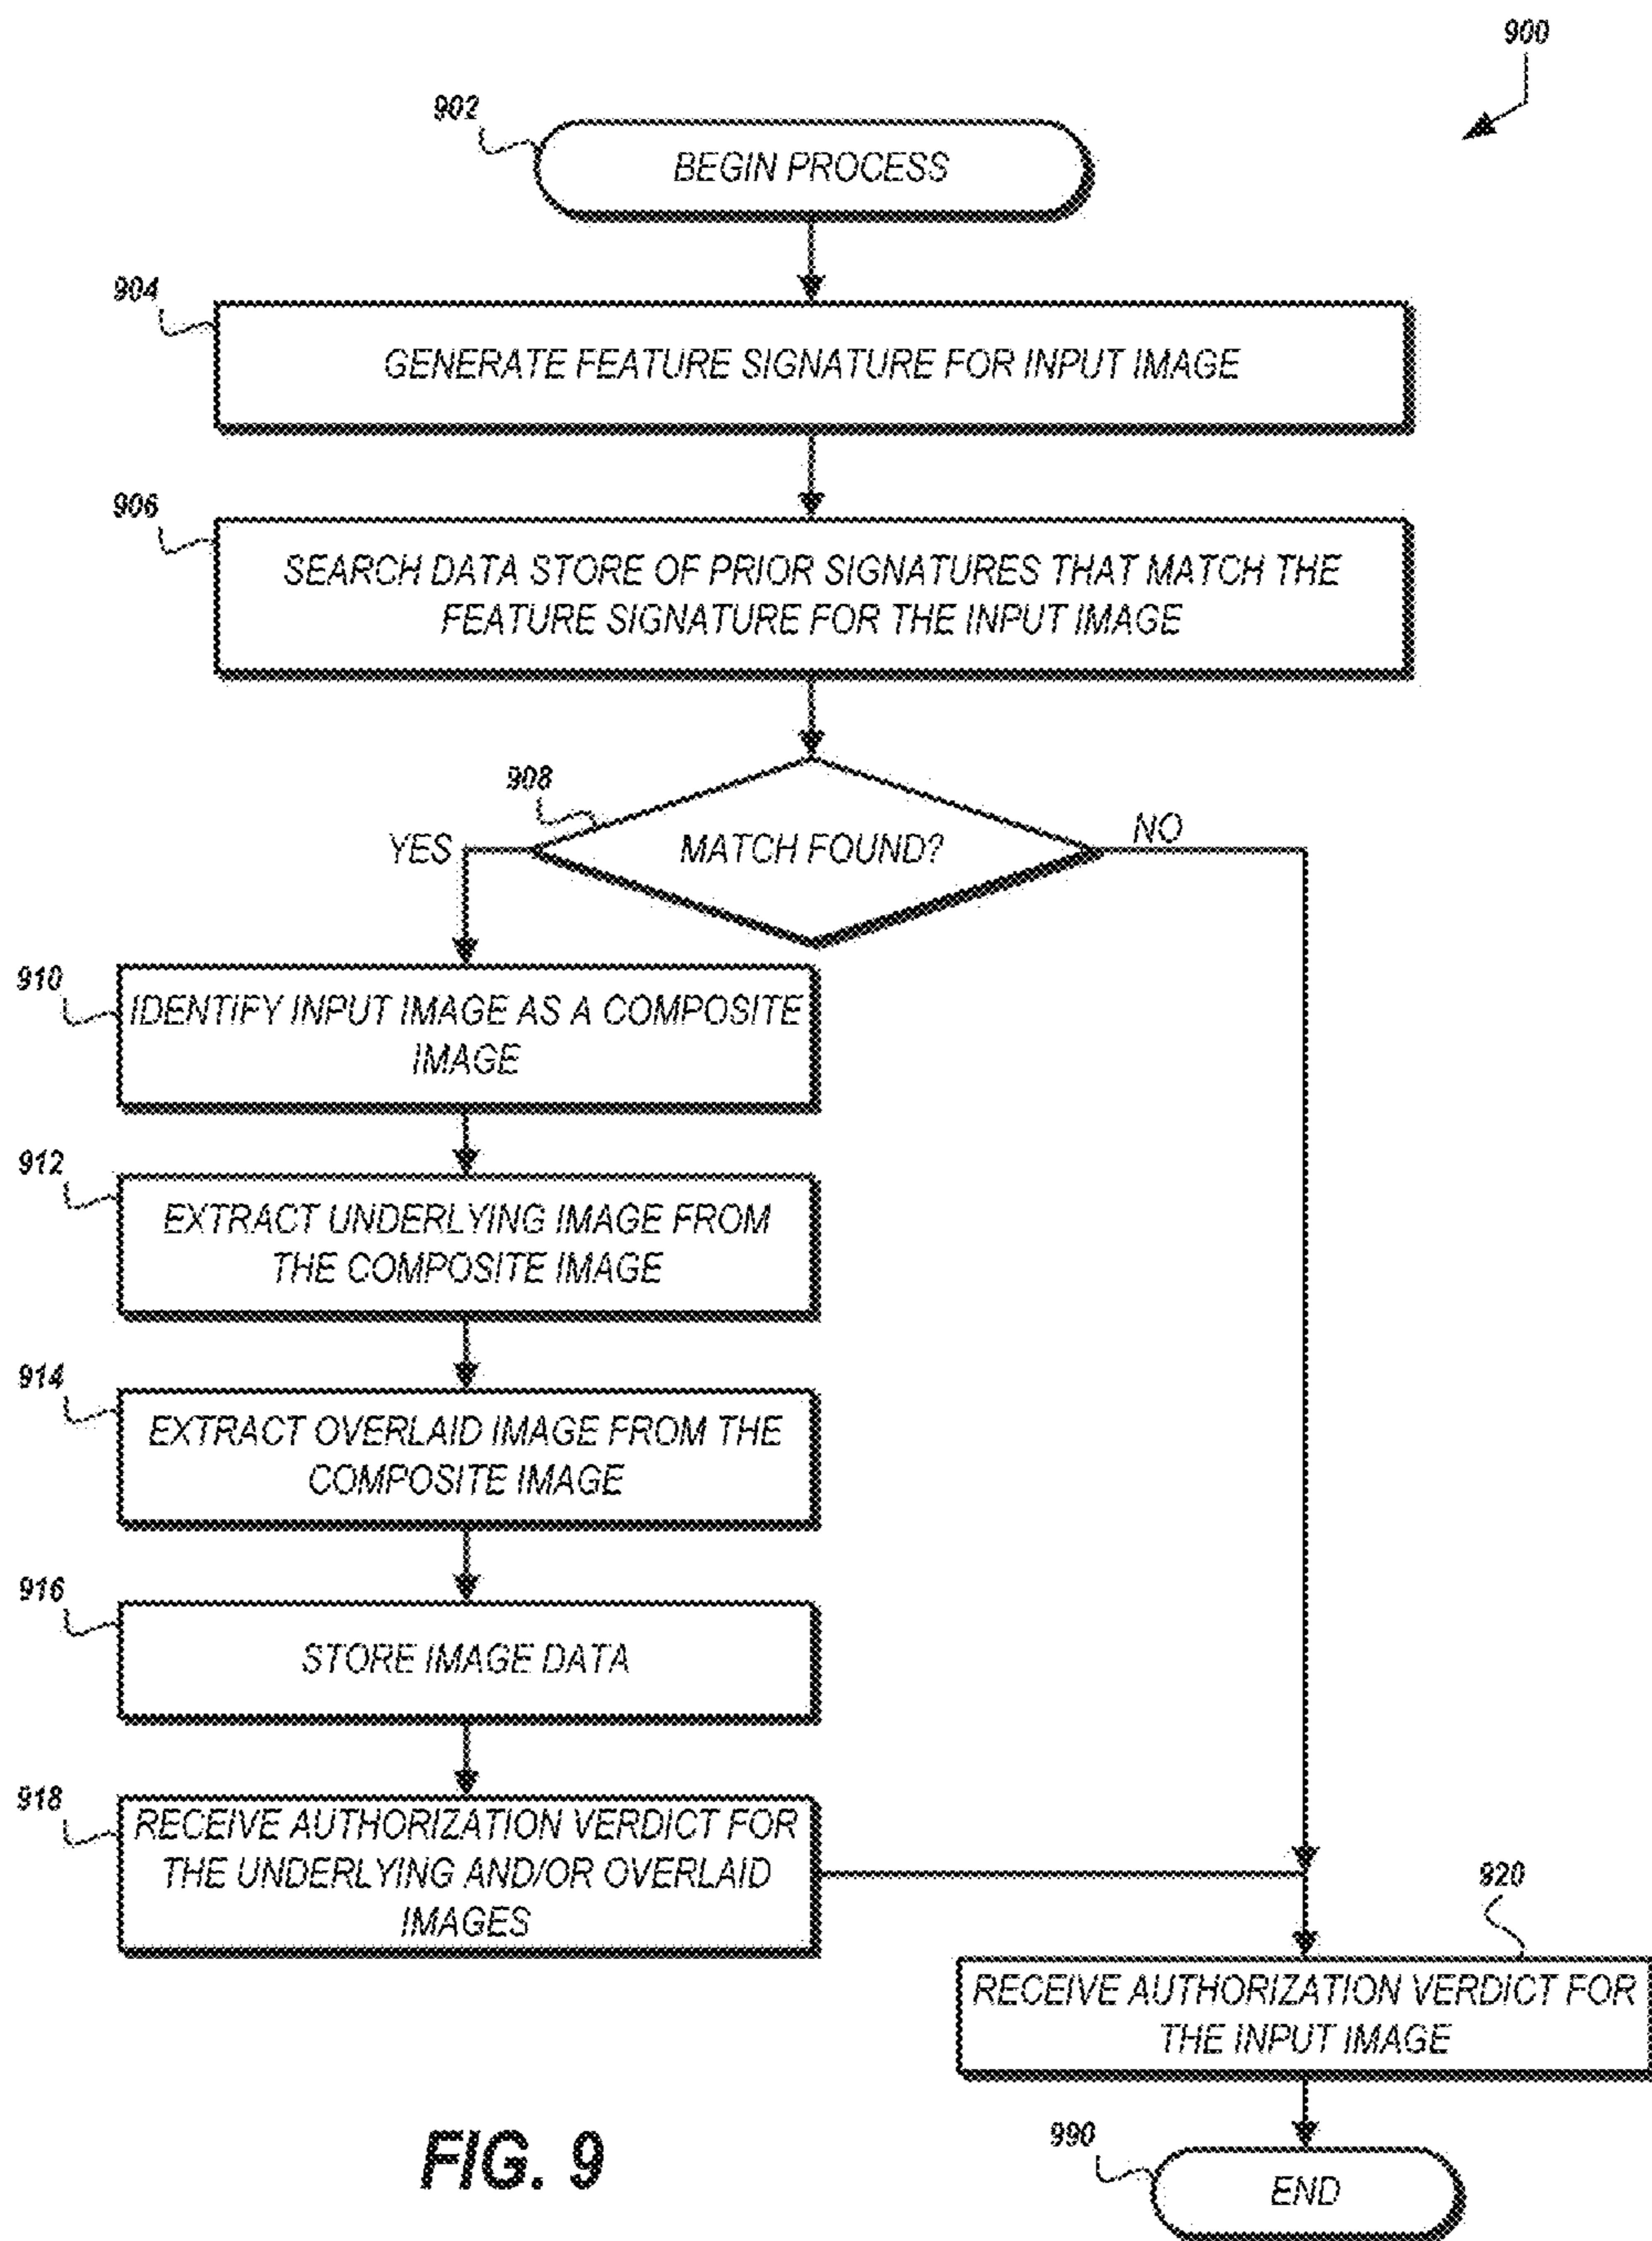 900
902
BEGIN PROCESS
904
GENERATE FEATURE SIGNATURE FOR INPUT IMAGE
906
SEARCH DATA STORE OF PRIOR SIGNATURES THAT MATCH THE
FEATURE SIGNATURE FOR THE INPUT IMAGE
908
YES
MATCH FOUND?
NO
910
IDENTIFY INPUT IMAGE AS A COMPOSITE
IMAGE
912
EXTRACT UNDERLYING IMAGE FROM
THE COMPOSITE IMAGE
914
EXTRACT OVERLAID IMAGE FROM THE
COMPOSITE IMAGE
916
STORE IMAGE DATA
918
RECEIVE AUTHORIZATION VERDICT FOR
THE UNDERLYING AND/OR OVERLAID
IMAGES
920
RECEIVE AUTHORIZATION VERDICT FOR
THE INPUT IMAGE
990
END
FIG. 9